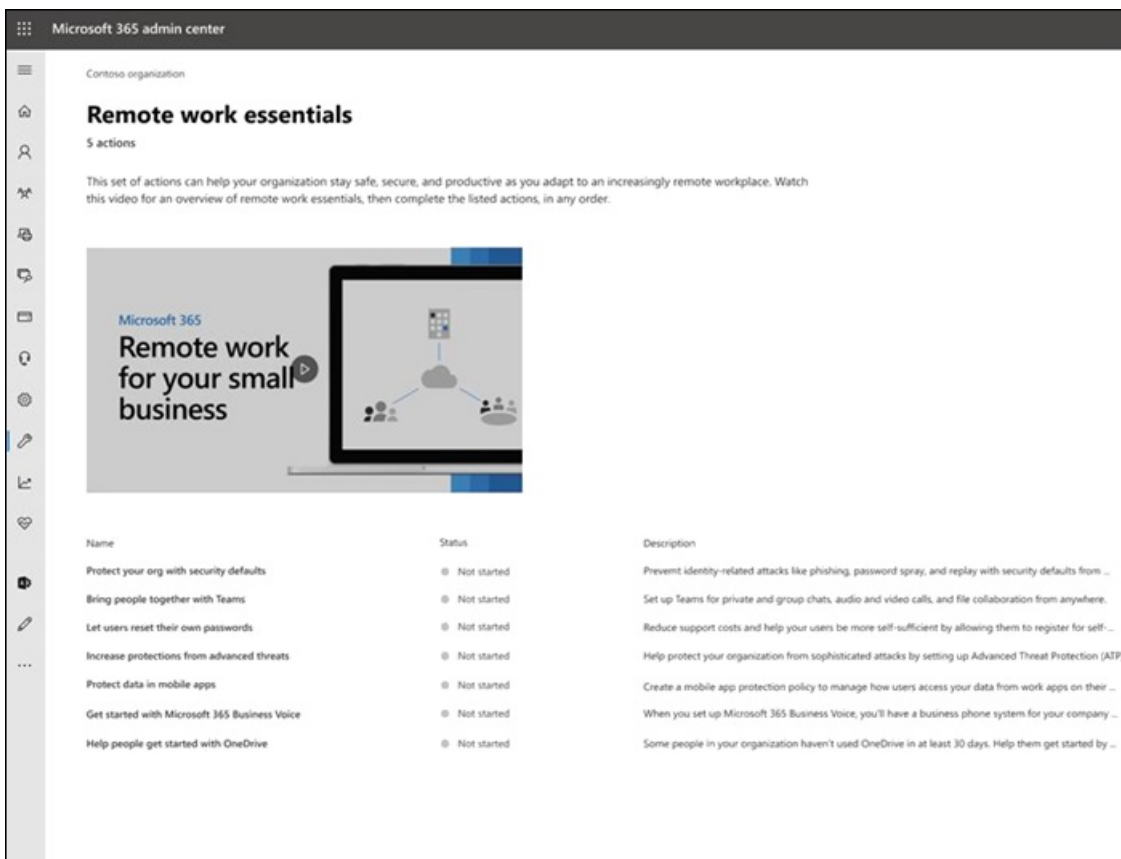 Microsoft 365 admin center
Contoso organization
Remote work essentials
5 actions
This set of actions can help your organization stay safe, secure, and productive as you adapt to an increasingly remote workplace. Watch
this video for an overview of remote work essentials, then complete the listed actions, in any order.
Microsoft 365
Remote work
for your small
business
Name Status Description
Protect your org with security defaults Not started Prevemt identity-related attacks like phishing, password spray, and replay with security defaults from ...
Bring people together with Teams Not started Set up Teams for private and group chats, audio and video calls, and file collaboration from anywhere.
Let users reset their own passwords Not started Reduce support costs and help your users be more self-sufficient by allowing them to register for self-...
Increase protections from advanced threats Not started Help protect your organization from sophisticated attacks by setting up Advanced Threat Protection (ATP
Protect data in mobile apps Not started Create a mobile app protection policy to manage how users access your data from work apps on their ...
Get started with Microsoft 365 Business Voice Not started When you set up Microsoft 365 Business Voice, you'll have a business phone system for your company ...
Help people get started with OneDrive Not started Some people in your organization haven't used OneDrive in at least 30 days. Help them get started by ...